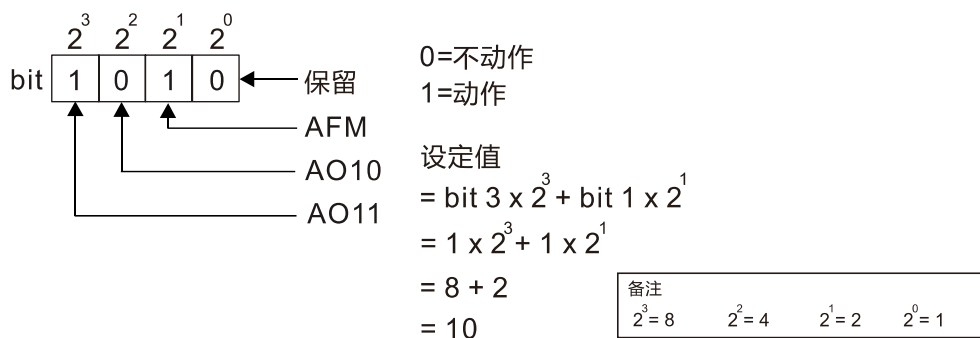 2³ 2² 2¹ 2⁰
bit 1 0 1 0
保留
AFM
AO10
AO11
0=不动作
1=动作
设定值
= bit 3 x 2³ + bit 1 x 2¹
= 1 x 2³ + 1 x 2¹
= 8 + 2
= 10
备注
2³= 8 2²= 4 2¹= 2 2⁰= 1